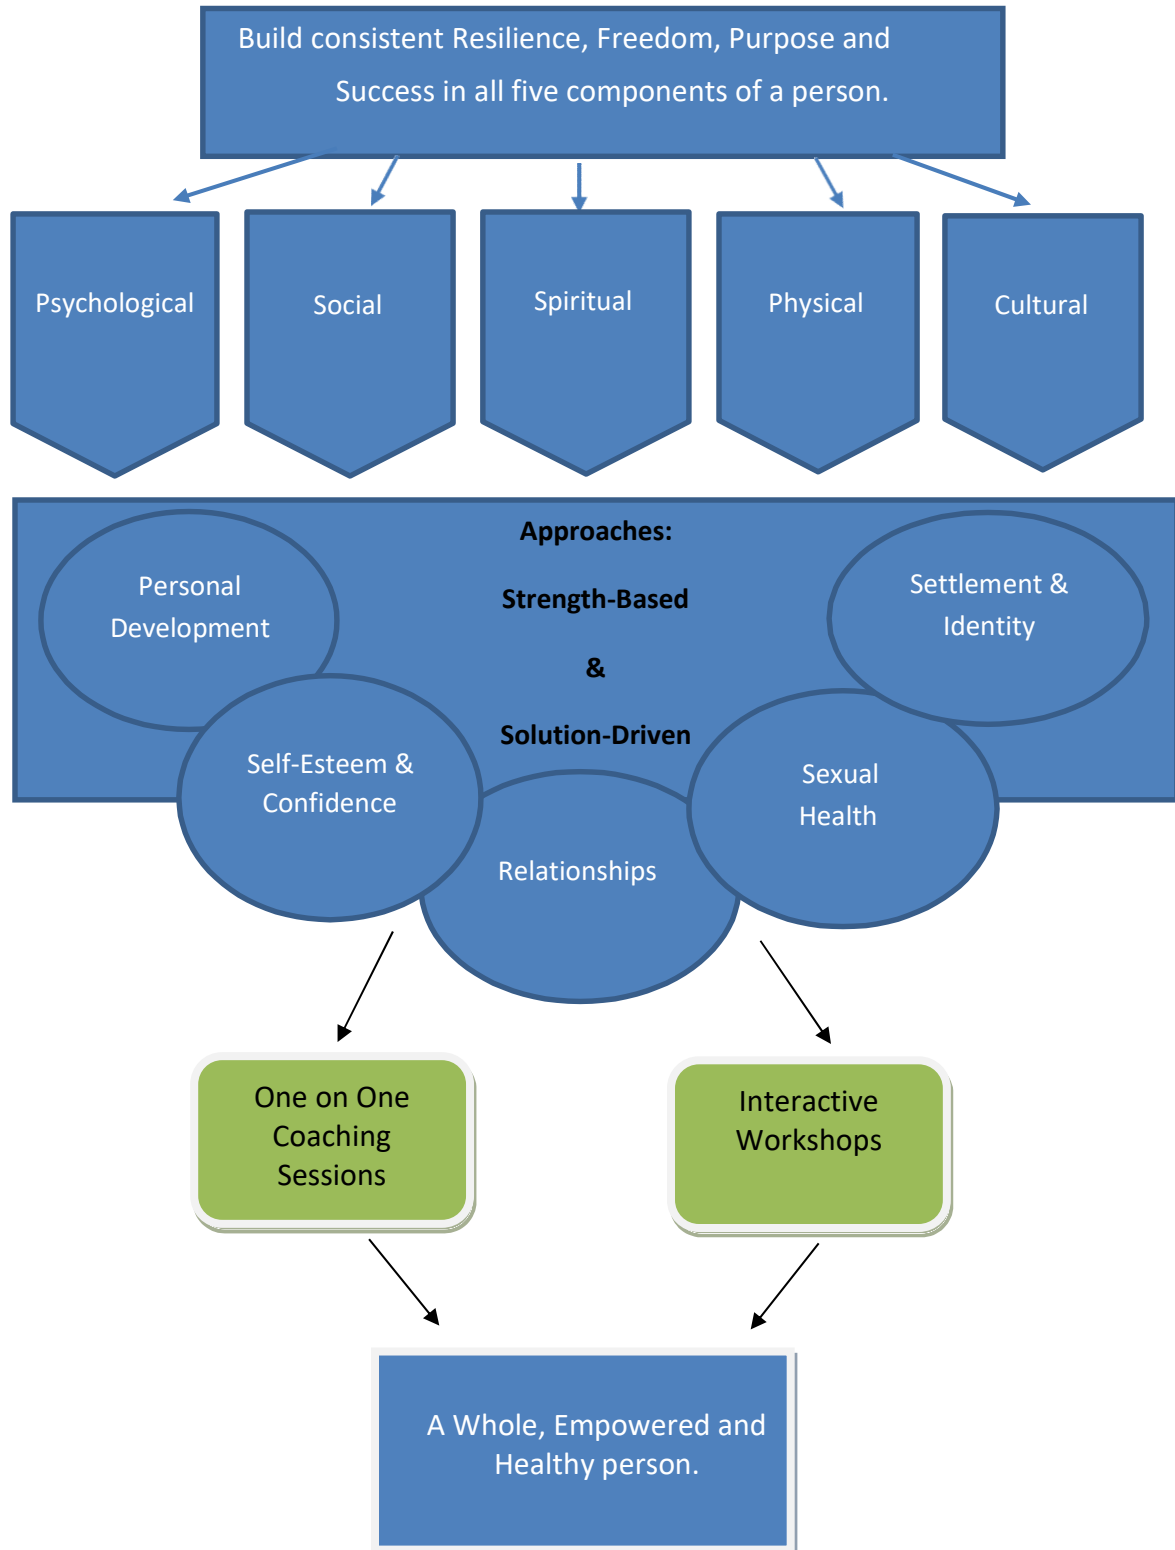 Build consistent Resilience, Freedom, Purpose and
Success in all five components of a person.
Psychological
Social
Spiritual
Physical
Cultural
Approaches:
Strength-Based
&
Solution-Driven
Personal
Development
Self-Esteem &
Confidence
Relationships
Sexual
Health
Settlement &
Identity
One on One
Coaching
Sessions
Interactive
Workshops
A Whole, Empowered and
Healthy person.